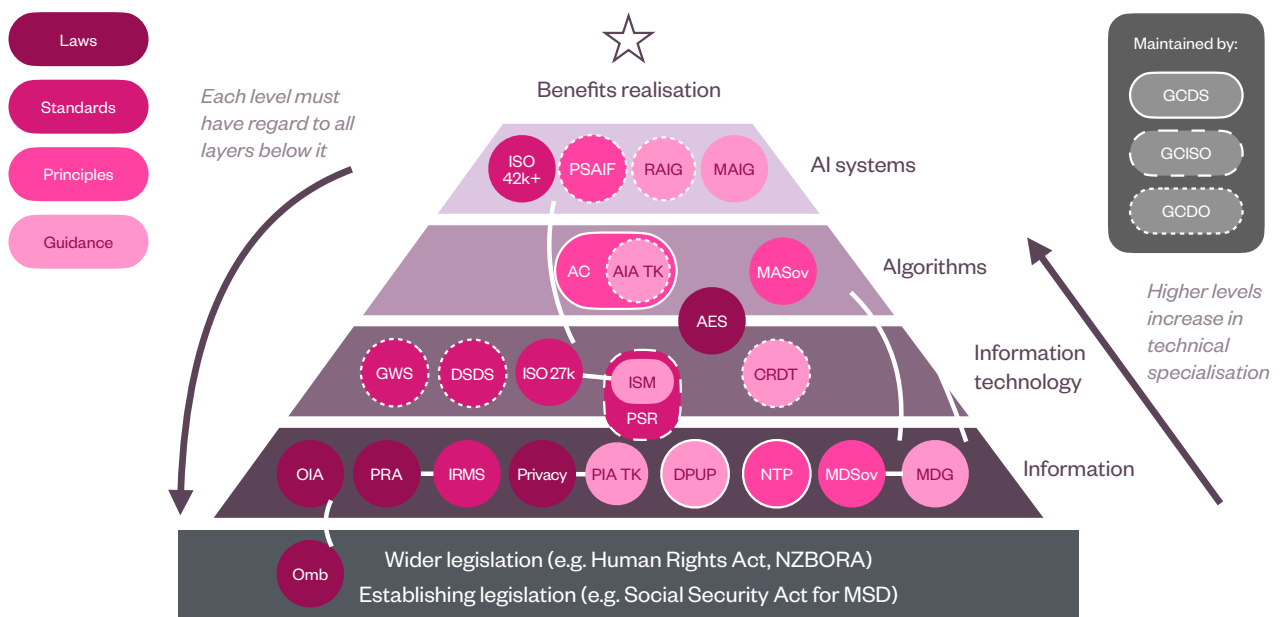 Laws
Standards
Principles
Guidance
Each level must
have regard to all
layers below it
Benefits realisation
Maintained by:
GCDS
GCISO
GCDO
ISO
42k+
PSAIF
RAIG
MAIG
AI systems
AC
AIA TK
MASov
Algorithms
AES
Higher levels
increase in
technical
specialisation
GWS
DSDS
ISO 27k
ISM
PSR
CRDT
Information
technology
OIA
PRA
IRMS
Privacy
PIA TK
DPUP
NTP
MDSov
MDG
Information
Omb
Wider legislation (e.g. Human Rights Act, NZBORA)
Establishing legislation (e.g. Social Security Act for MSD)